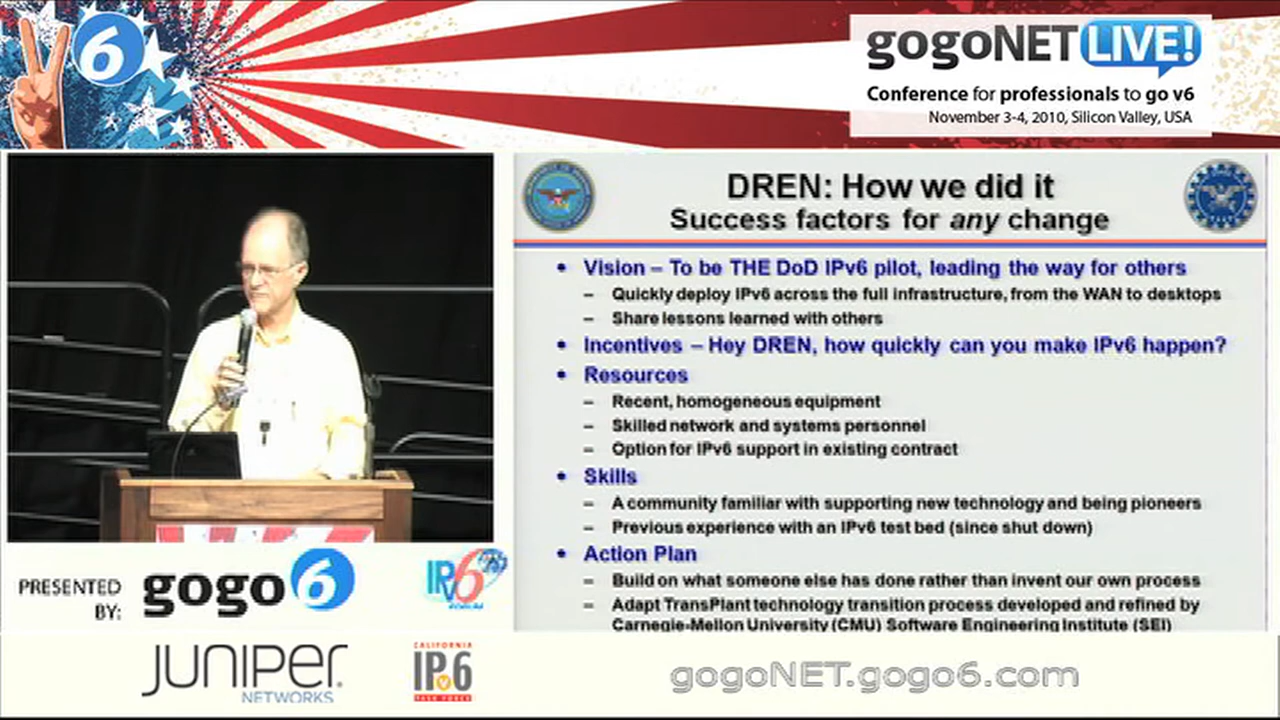 6
gogoNET LIVE!
Conference for professionals to go v6
November 3-4, 2010, Silicon Valley, USA
DREN: How we did it
Success factors for any change
• Vision – To be THE DoD IPv6 pilot, leading the way for others
– Quickly deploy IPv6 across the full infrastructure, from the WAN to desktops
– Share lessons learned with others
• Incentives – Hey DREN, how quickly can you make IPv6 happen?
• Resources
– Recent, homogeneous equipment
– Skilled network and systems personnel
– Option for IPv6 support in existing contract
• Skills
– A community familiar with supporting new technology and being pioneers
– Previous experience with an IPv6 test bed (since shut down)
• Action Plan
– Build on what someone else has done rather than invent our own process
– Adapt TransPlant technology transition process developed and refined by
Carnegie-Mellon University (CMU) Software Engineering Institute (SEI)
PRESENTED
BY:
gogo6
IPv6
FORUM
JUNIPER
NETWORKS
CALIFORNIA
IPv6
TASK FORCE
gogoNET.gogo6.com